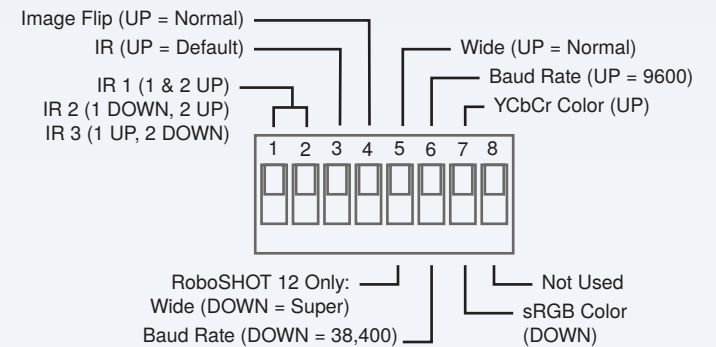 Image Flip (UP = Normal)
IR (UP = Default)
IR 1 (1 & 2 UP)
IR 2 (1 DOWN, 2 UP)
IR 3 (1 UP, 2 DOWN)
Wide (UP = Normal)
Baud Rate (UP = 9600)
YCbCr Color (UP)
1 2 3 4 5 6 7 8
RoboSHOT 12 Only:
Wide (DOWN = Super)
Baud Rate (DOWN = 38,400)
Not Used
sRGB Color
(DOWN)